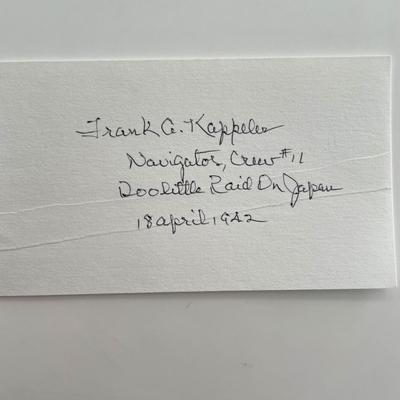 Frank A. Kappeler
Navigator, Crew #11
Doolittle Raid On Japan
18 april, 1942